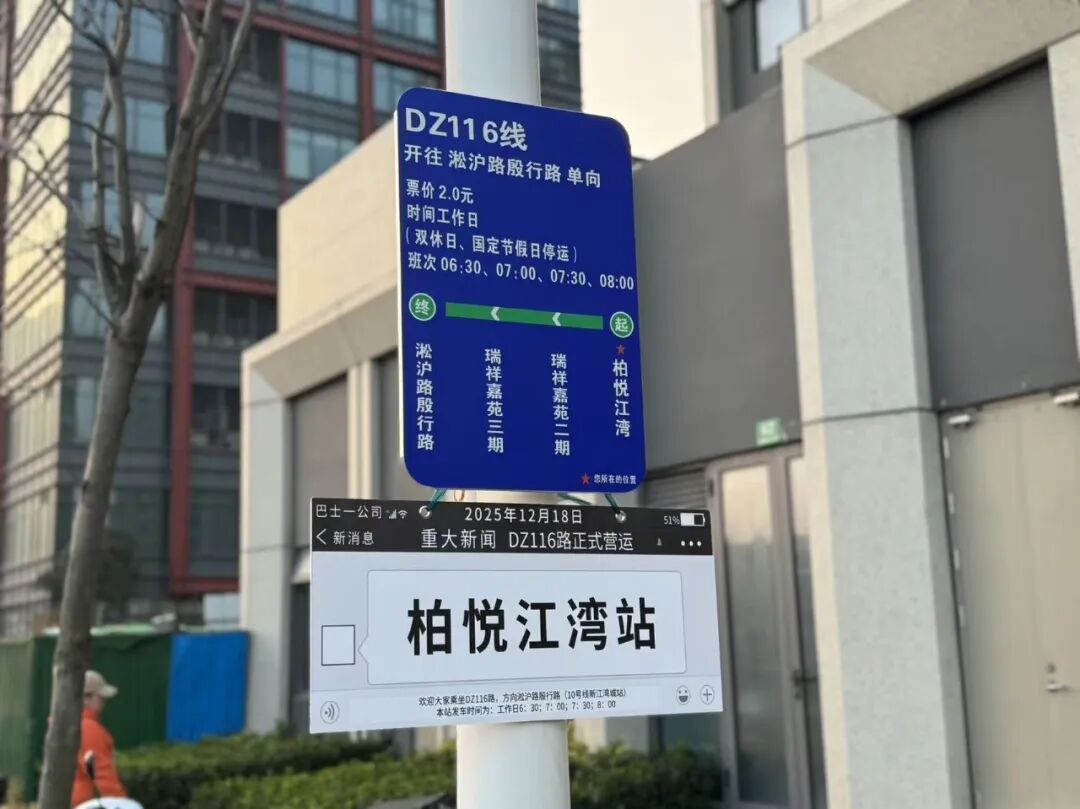 DZ116线
开往 淞沪路殷行路 单向
票价2.0元
时间工作日
(双休日、国定节假日停运)
班次06:30、07:00、07:30、08:00
终
起
淞沪路殷行路
瑞祥嘉苑三期
瑞祥嘉苑二期
★柏悦江湾
★您所在的位置
巴士一公司 2025年12月18日 51%
<新消息 重大新闻 DZ116路正式营运 •••
柏悦江湾站
欢迎大家乘坐DZ116路，方向淞沪路殷行路（10号线新江湾城站）
本站发车时间为：工作日6：30；7：00；7：30；8：00